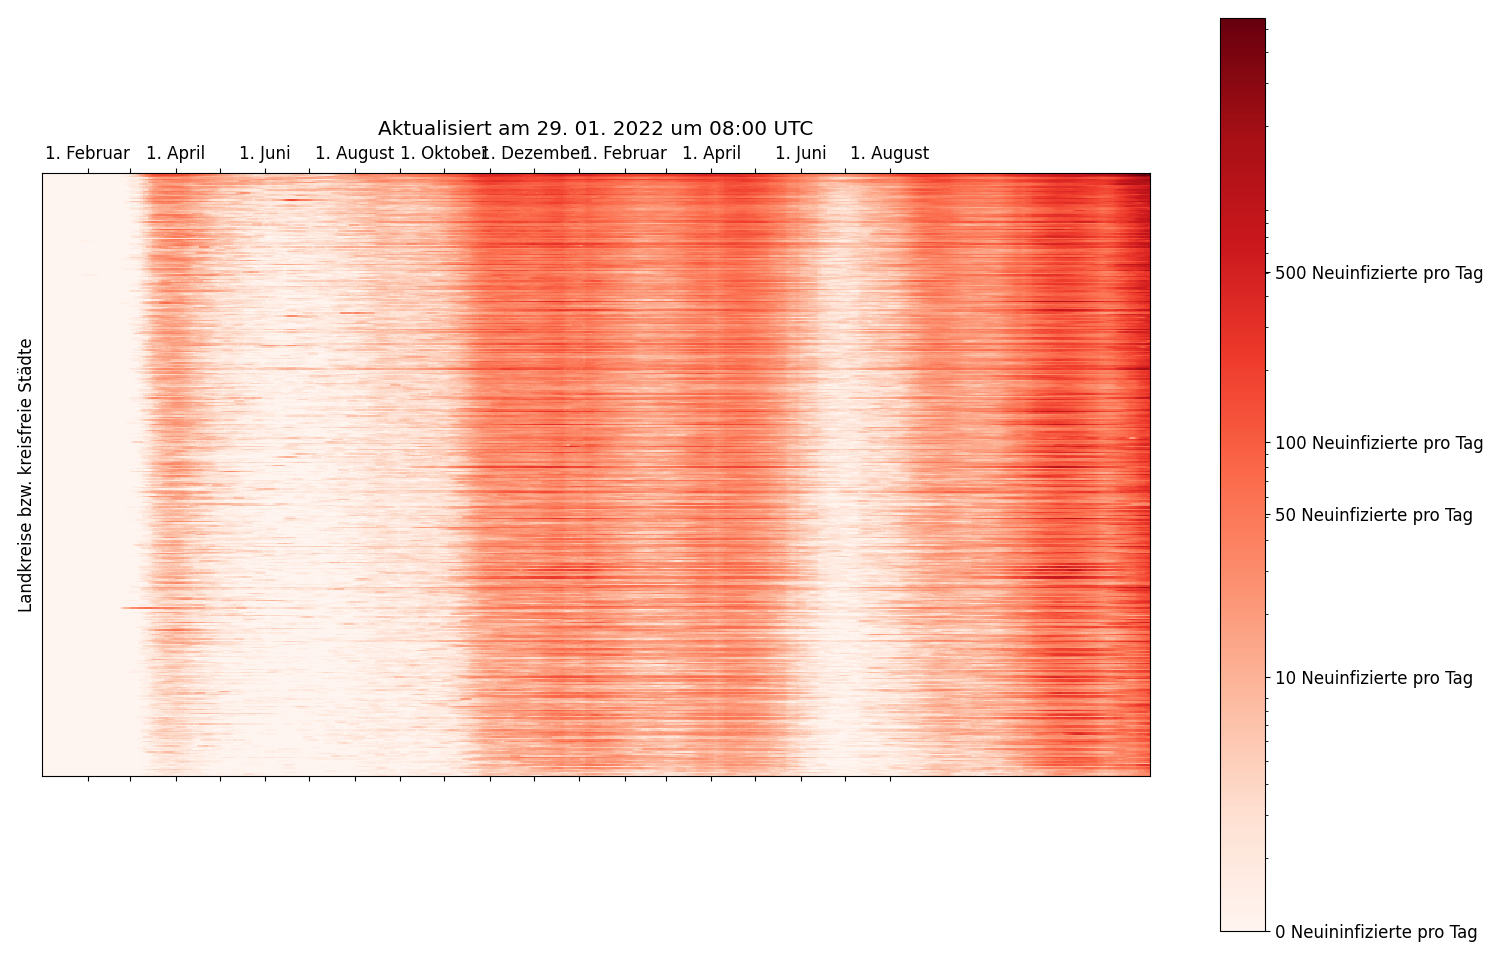 Aktualisiert am 29. 01. 2022 um 08:00 UTC
1. Februar 1. April 1. Juni 1. August 1. Oktober 1. Dezember 1. Februar 1. April 1. Juni 1. August
Landkreise bzw. kreisfreie Städte
500 Neuinfizierte pro Tag
100 Neuinfizierte pro Tag
50 Neuinfizierte pro Tag
10 Neuinfizierte pro Tag
0 Neuininfizierte pro Tag